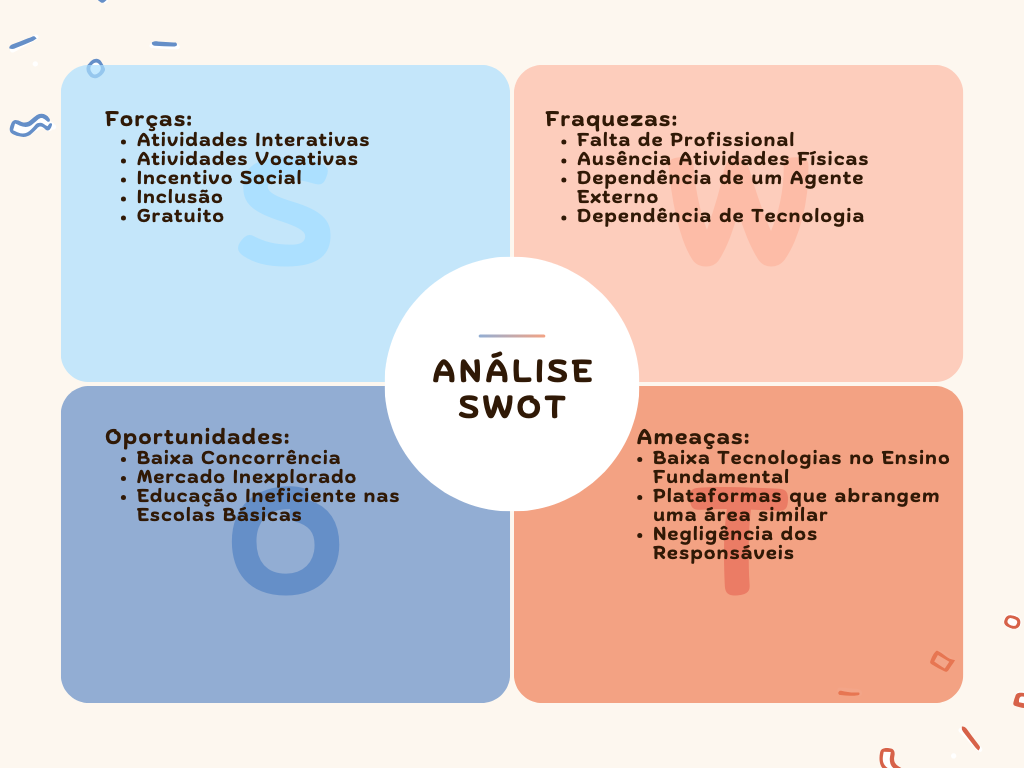 Forças:
• Atividades Interativas
• Atividades Vocativas
• Incentivo Social
• Inclusão
• Gratuito
S
Fraquezas:
• Falta de Profissional
• Ausência Atividades Físicas
• Dependência de um Agente
Externo
• Dependência de Tecnologia
W
ANÁLISE
SWOT
Oportunidades:
• Baixa Concorrência
• Mercado Inexplorado
• Educação Ineficiente nas
Escolas Básicas
O
Ameaças:
• Baixa Tecnologias no Ensino
Fundamental
• Plataformas que abrangem
uma área similar
• Negligência dos
Responsáveis
T